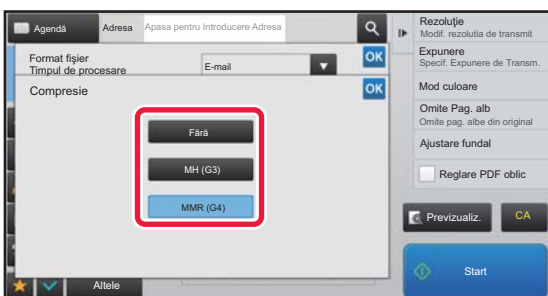 Agendă
Adresa
Apasa pentru Introducere Adresa
Format fişier
Timpul de procesare
E-mail
OK
Compresie
OK
Fără
MH (G3)
MMR (G4)
Altele
Rezoluţie
Modif. rezolutia de transmit
Expunere
Specif. Expunere de Transm.
Mod culoare
Omite Pag. alb
Omite pag. albe din original
Ajustare fundal
Reglare PDF oblic
Previzualiz.
CA
Start